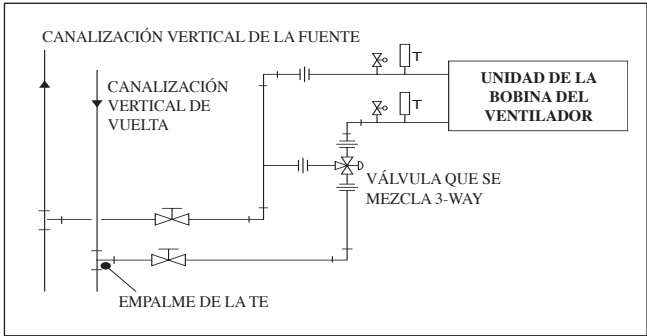 CANALIZACIÓN VERTICAL DE LA FUENTE
CANALIZACIÓN
VERTICAL DE
VUELTA
T
UNIDAD DE LA
BOBINA DEL
VENTILADOR
T
VÁLVULA QUE SE
MEZCLA 3-WAY
EMPALME DE LA TE